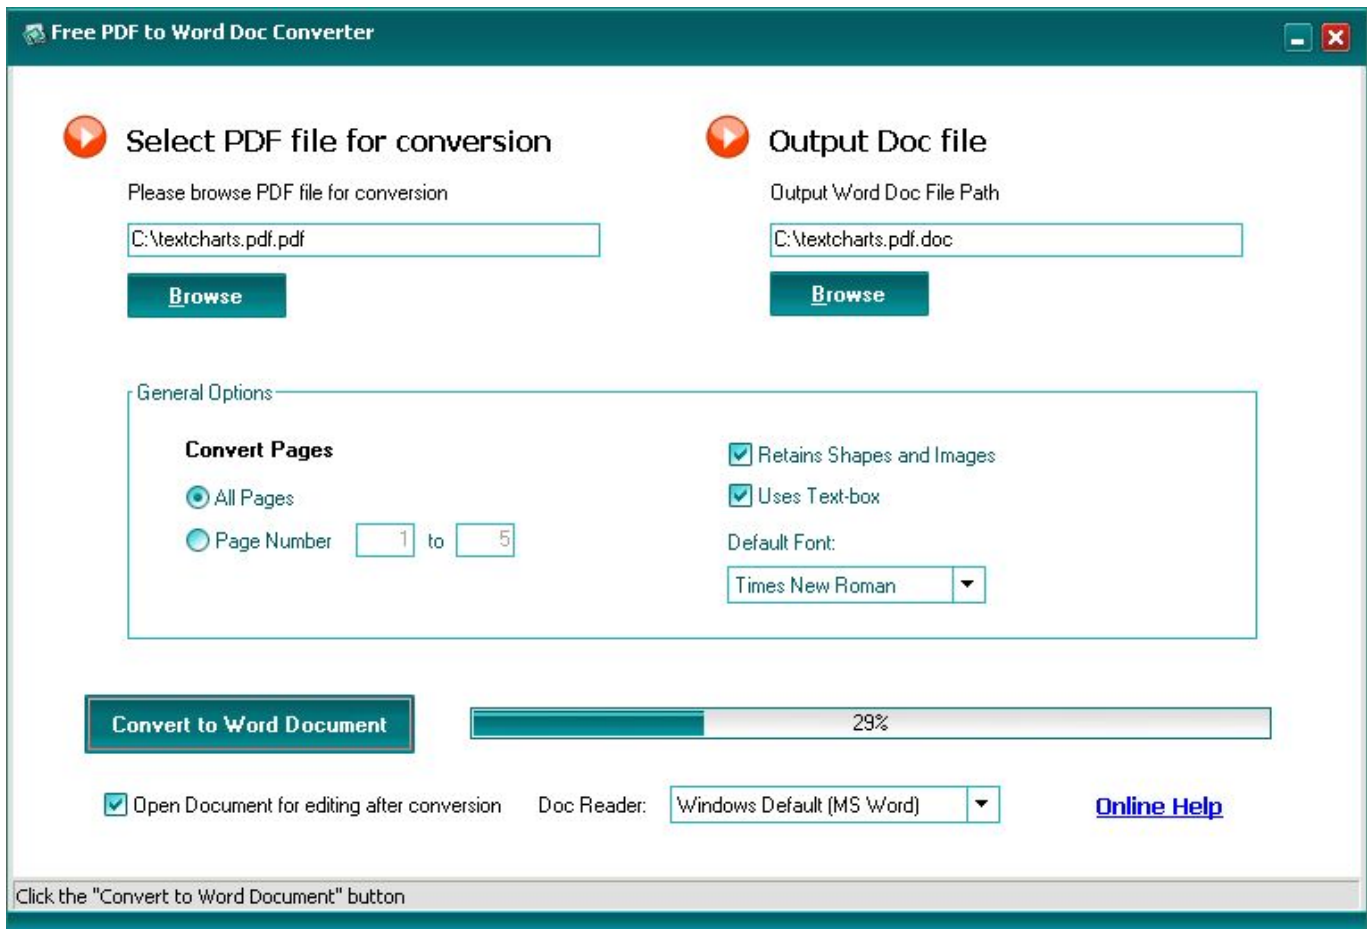 Free PDF to Word Doc Converter
Select PDF file for conversion
Please browse PDF file for conversion
C:\textcharts.pdf.pdf
Browse
Output Doc file
Output Word Doc File Path
C:\textcharts.pdf.doc
Browse
General Options
Convert Pages
All Pages
Page Number 1 to 5
Retains Shapes and Images
Uses Text-box
Default Font:
Times New Roman
Convert to Word Document
29%
Open Document for editing after conversion
Doc Reader: Windows Default (MS Word)
Online Help
Click the "Convert to Word Document" button